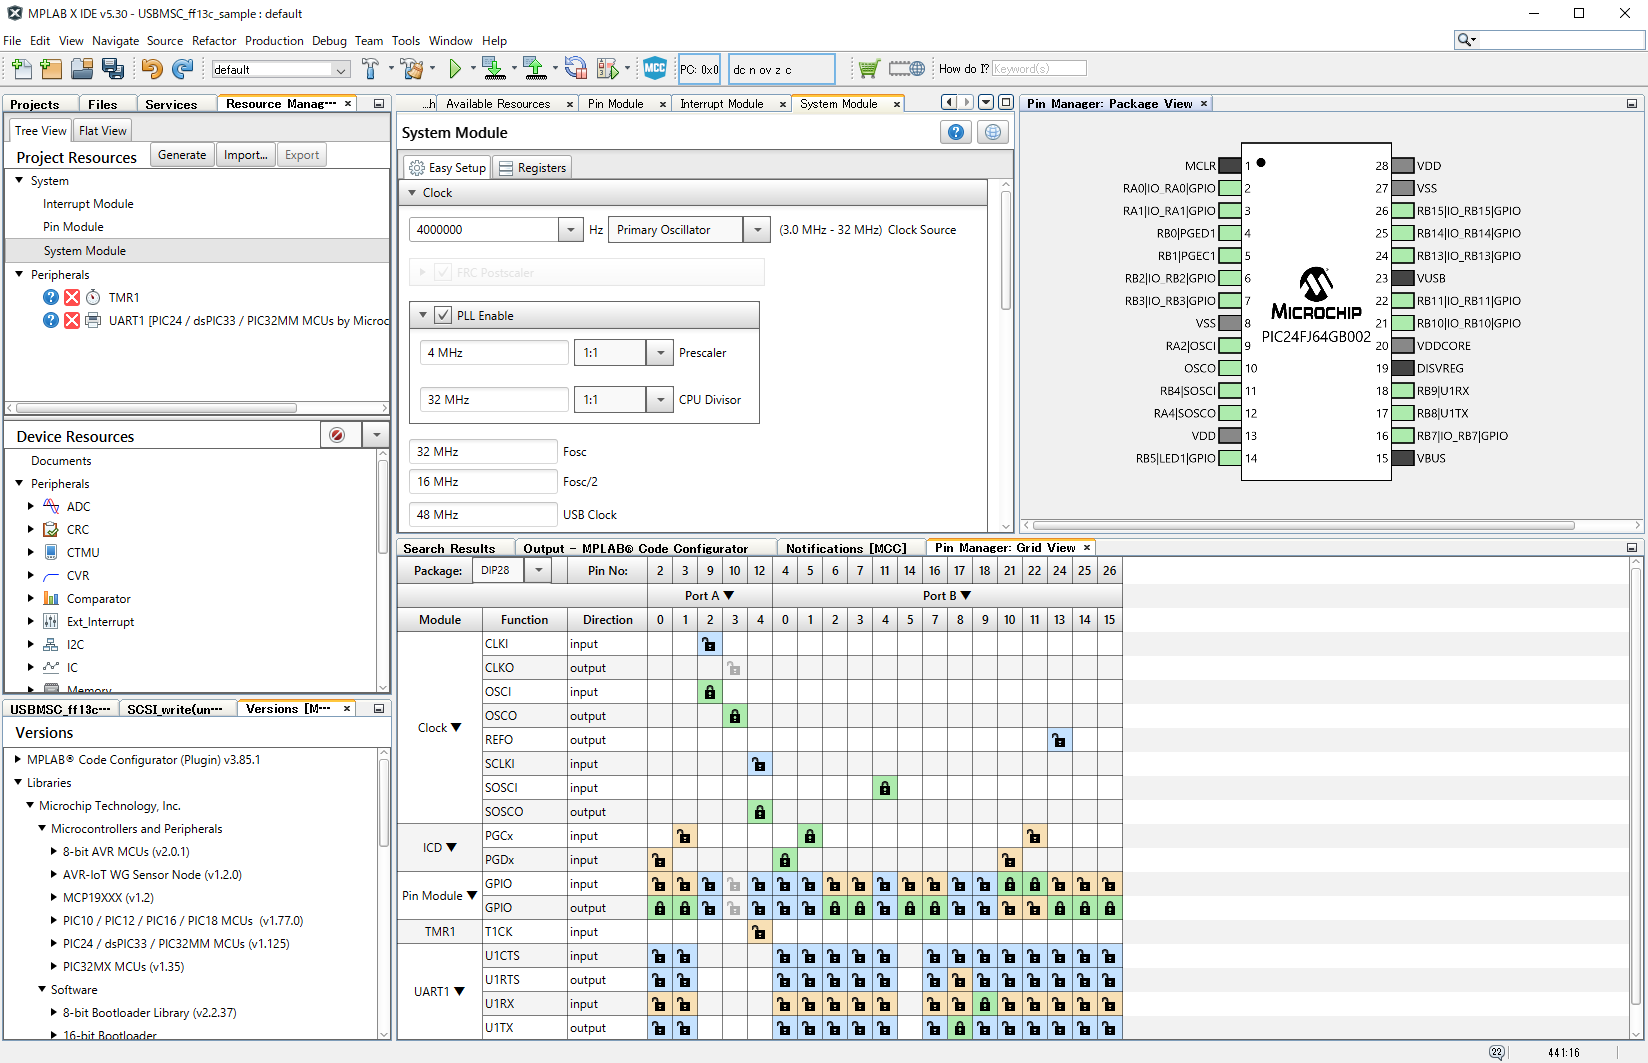 MPLAB X IDE v5.30 - USBMSC_ff13c_sample : default
File Edit View Navigate Source Refactor Production Debug Team Tools Window Help
default
MCC
PC: 0x0
dc n ov z c
How do I?
Keyword(s)
Projects Files Services Resource Manag···
Tree View Flat View
Project Resources Generate Import... Export
System
Interrupt Module
Pin Module
System Module
Peripherals
TMR1
UART1 [PIC24 / dsPIC33 / PIC32MM MCUs by Microc
Device Resources
Documents
Peripherals
ADC
CRC
CTMU
CVR
Comparator
Ext_Interrupt
I2C
IC
Memory
USBMSC_ff13c··· SCSI_write(un··· Versions [M···
Versions
MPLAB® Code Configurator (Plugin) v3.85.1
Libraries
Microchip Technology, Inc.
Microcontrollers and Peripherals
8-bit AVR MCUs (v2.0.1)
AVR-IoT WG Sensor Node (v1.2.0)
MCP19XXX (v1.2)
PIC10 / PIC12 / PIC16 / PIC18 MCUs (v1.77.0)
PIC24 / dsPIC33 / PIC32MM MCUs (v1.125)
PIC32MX MCUs (v1.35)
Software
8-bit Bootloader Library (v2.2.37)
16-bit Bootloader
...h Available Resources Pin Module Interrupt Module System Module
System Module
Easy Setup Registers
Clock
4000000 Hz Primary Oscillator (3.0 MHz - 32 MHz) Clock Source
FRC Postscaler
PLL Enable
4 MHz 1:1 Prescaler
32 MHz 1:1 CPU Divisor
32 MHz Fosc
16 MHz Fosc/2
48 MHz USB Clock
Pin Manager: Package View
MCLR 1 28 VDD
RA0|IO_RA0|GPIO 2 27 VSS
RA1|IO_RA1|GPIO 3 26 RB15|IO_RB15|GPIO
RB0|PGED1 4 25 RB14|IO_RB14|GPIO
RB1|PGEC1 5 24 RB13|IO_RB13|GPIO
RB2|IO_RB2|GPIO 6 23 VUSB
RB3|IO_RB3|GPIO 7 22 RB11|IO_RB11|GPIO
VSS 8 21 RB10|IO_RB10|GPIO
RA2|OSCI 9 20 VDDCORE
OSCO 10 19 DISVREG
RB4|SOSCI 11 18 RB9|U1RX
RA4|SOSCO 12 17 RB8|U1TX
VDD 13 16 RB7|IO_RB7|GPIO
RB5|LED1|GPIO 14 15 VBUS
MICROCHIP
PIC24FJ64GB002
Search Results Output - MPLAB® Code Configurator Notifications [MCC] Pin Manager: Grid View
Package: DIP28 Pin No: 2 3 9 10 12 4 5 6 7 11 14 16 17 18 21 22 24 25 26
Port A▼ Port B▼
Module Function Direction 0 1 2 3 4 0 1 2 3 4 5 7 8 9 10 11 13 14 15
Clock▼
CLKI input
CLKO output
OSCI input
OSCO output
REFO output
SCLKI input
SOSCI input
SOSCO output
ICD▼
PGCx input
PGDx input
Pin Module▼
GPIO input
GPIO output
TMR1 T1CK input
UART1▼
U1CTS input
U1RTS output
U1RX input
U1TX output
22
441:16